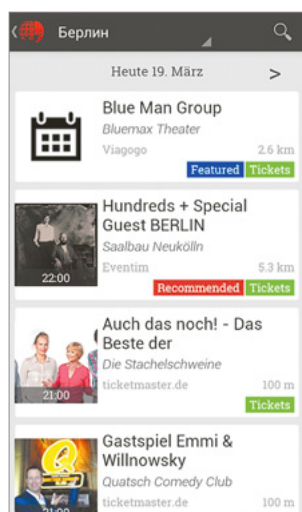 Берлин
Heute 19. März
>
Blue Man Group
Bluemax Theater
Viagogo 2.6 km
Featured Tickets
Hundreds + Special
Guest BERLIN
Saalbau Neukölln
Eventim 5.3 km
22:00
Recommended Tickets
Auch das noch! - Das
Beste der
Die Stachelschweine
ticketmaster.de 100 m
21:00
Tickets
Gastspiel Emmi &
Willnowsky
Quatsch Comedy Club
ticketmaster.de 100 m
21:00